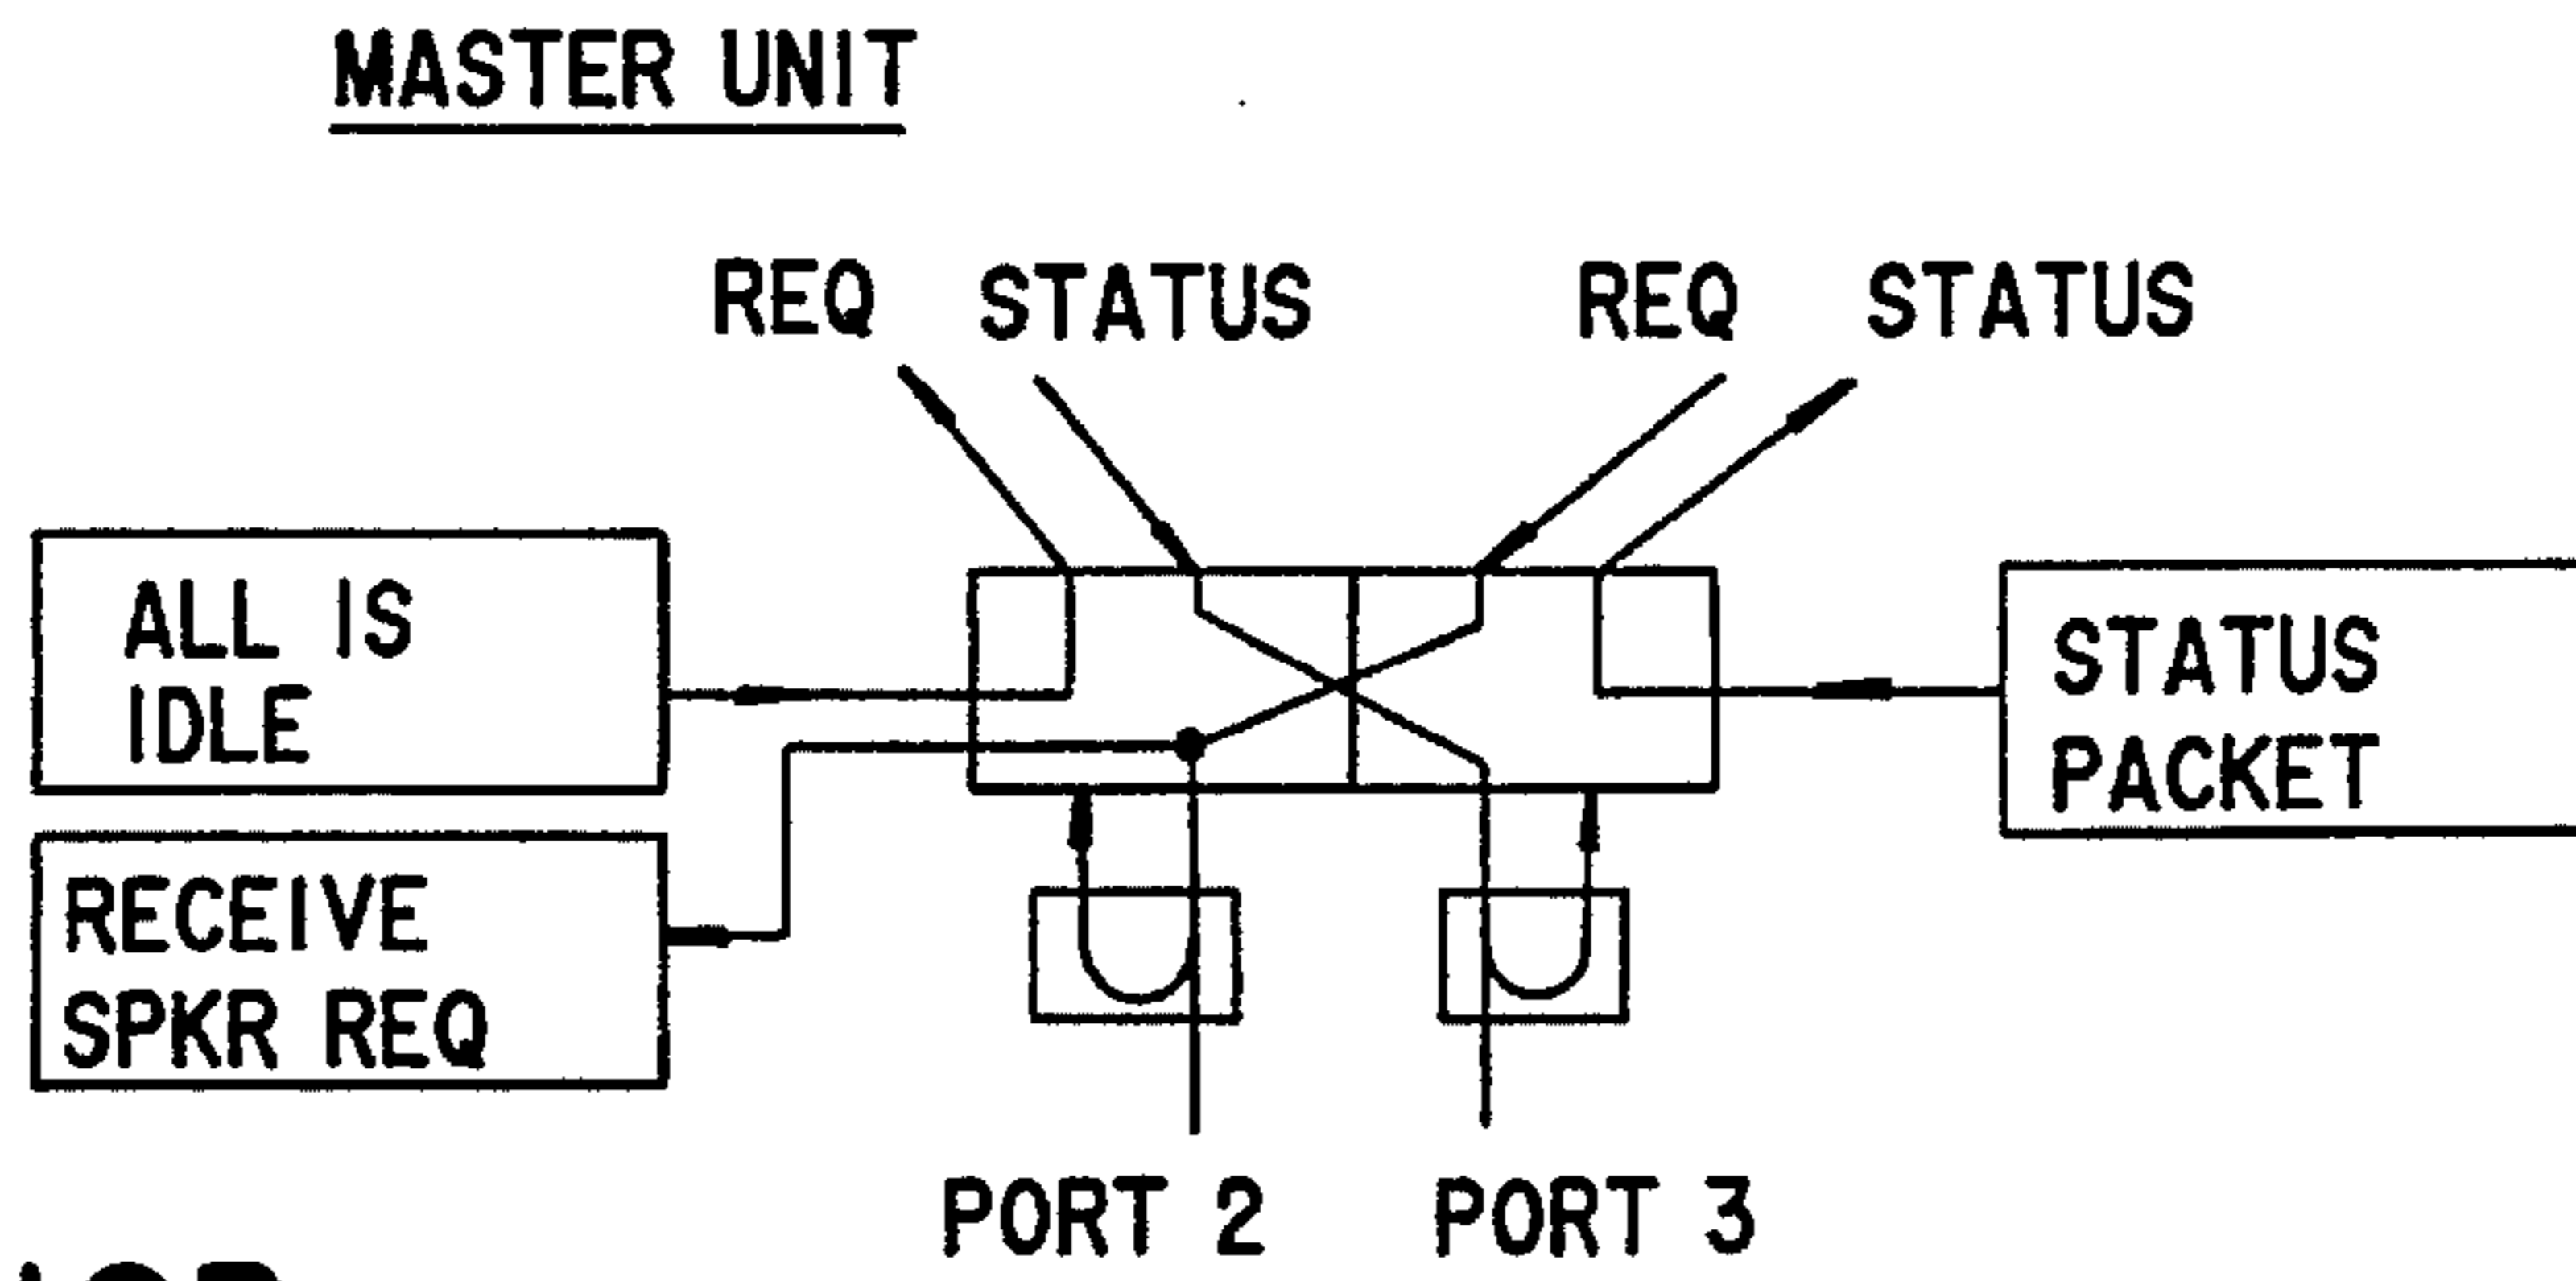 MASTER UNIT
REQ STATUS REQ STATUS
ALL IS
IDLE
STATUS
PACKET
RECEIVE
SPKR REQ
PORT 2 PORT 3